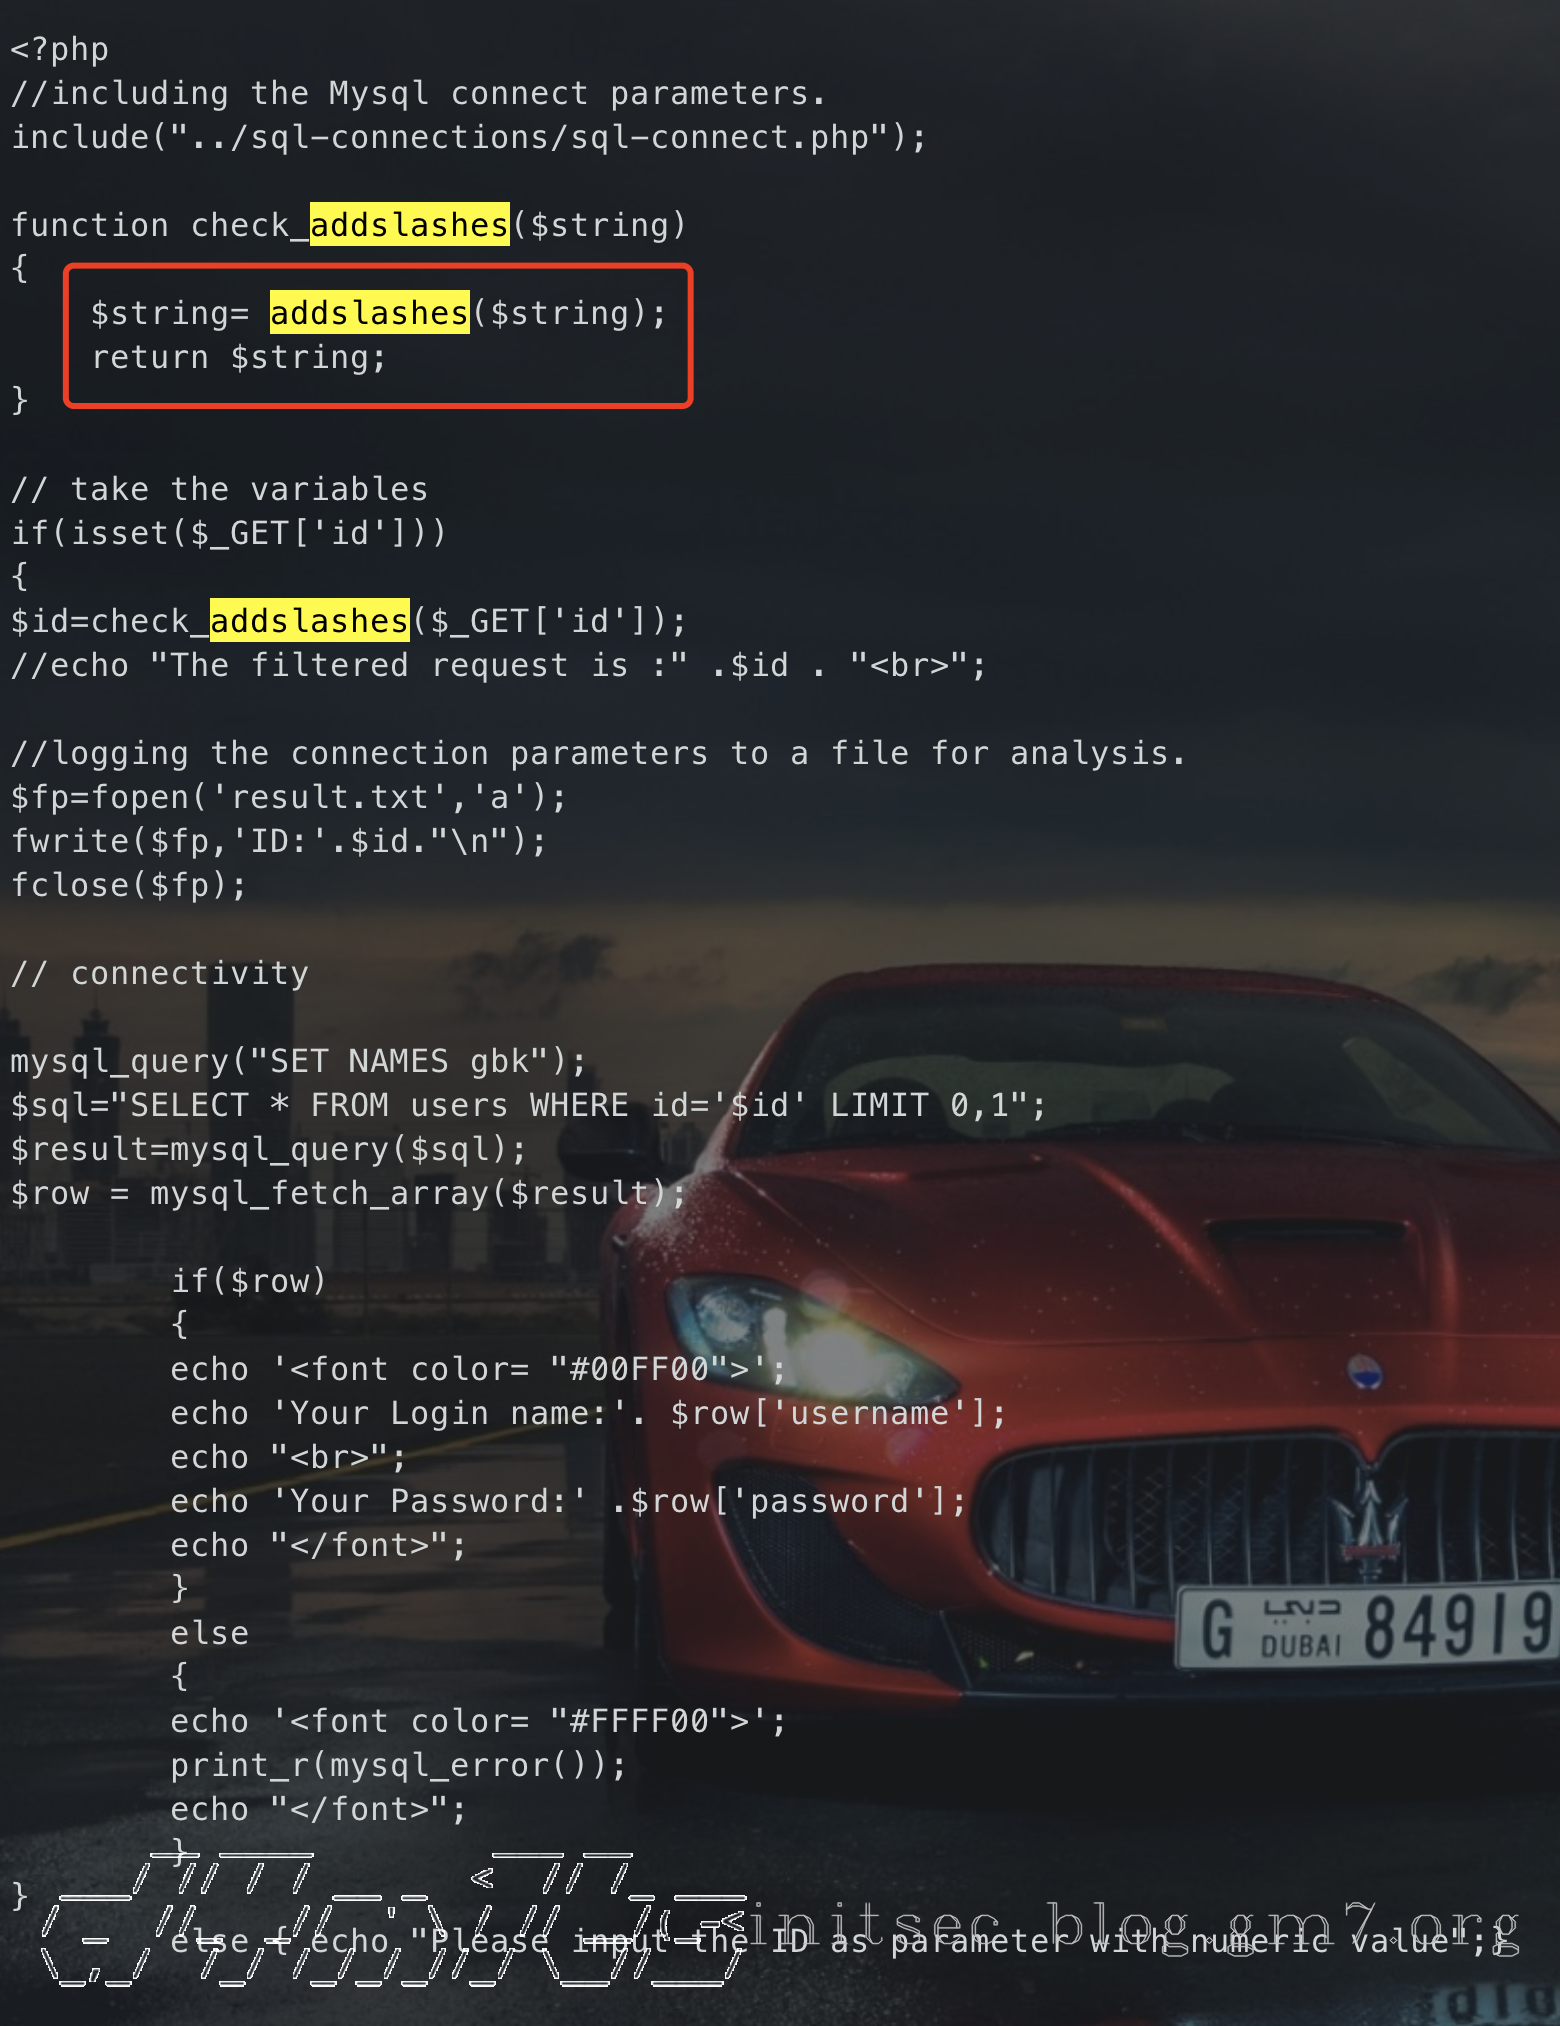 <?php
//including the Mysql connect parameters.
include("../sql-connections/sql-connect.php");
function check_addslashes($string)
{
$string= addslashes($string);
return $string;
}
// take the variables
if(isset($_GET['id']))
{
$id=check_addslashes($_GET['id']);
//echo "The filtered request is :" .$id . "<br>";
//logging the connection parameters to a file for analysis.
$fp=fopen('result.txt','a');
fwrite($fp,'ID:'.$id."\n");
fclose($fp);
// connectivity
mysql_query("SET NAMES gbk");
$sql="SELECT * FROM users WHERE id='$id' LIMIT 0,1";
$result=mysql_query($sql);
$row = mysql_fetch_array($result);
if($row)
{
echo '<font color= "#00FF00">';
echo 'Your Login name:'. $row['username'];
echo "<br>";
echo 'Your Password:' .$row['password'];
echo "</font>";
}
else
{
echo '<font color= "#FFFF00">';
print_r(mysql_error());
echo "</font>";
}
}
else { echo "Please input the ID as parameter with numeric value";}
initsec blog.gm7.org
G DUBAI 84919